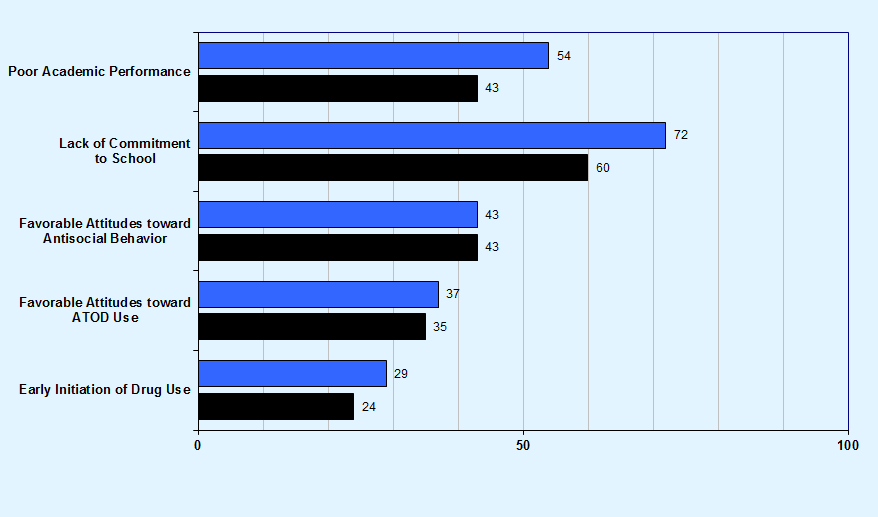 Poor Academic Performance
54
43
Lack of Commitment
to School
72
60
Favorable Attitudes toward
Antisocial Behavior
43
43
Favorable Attitudes toward
ATOD Use
37
35
Early Initiation of Drug Use
29
24
0 50 100